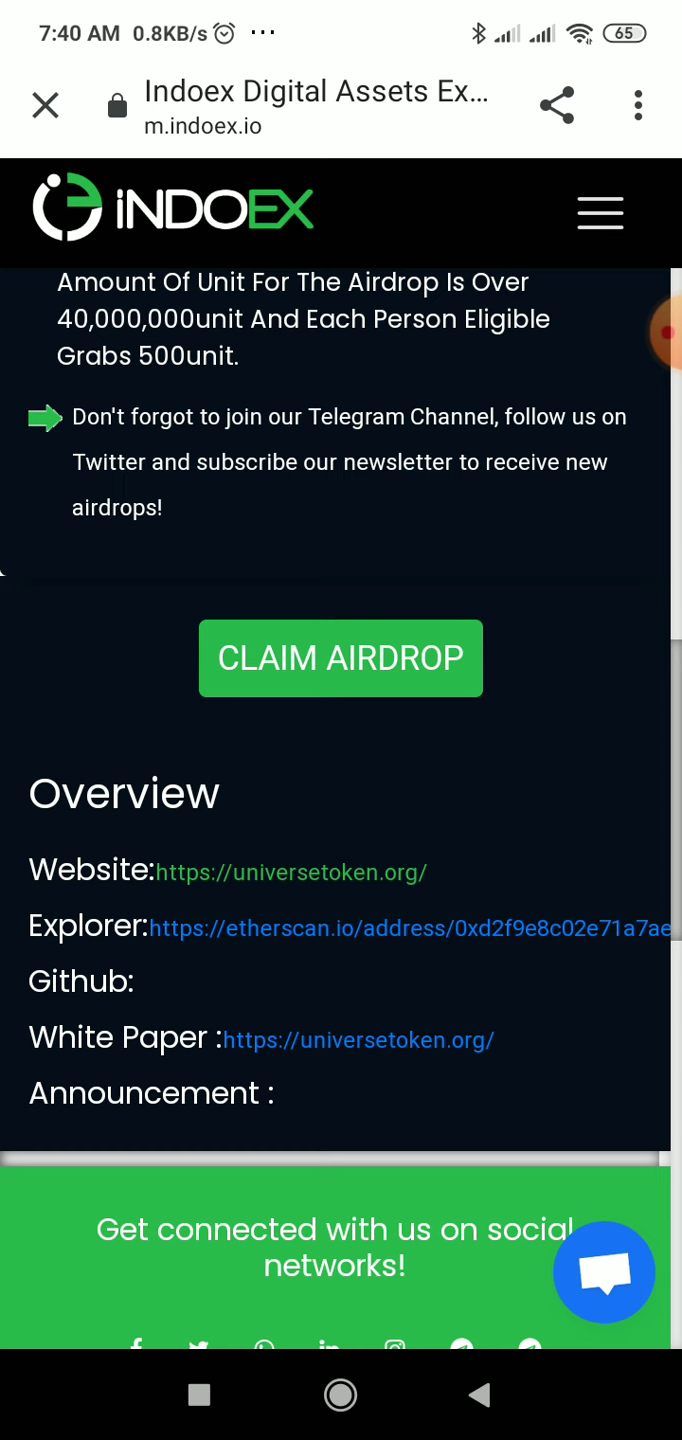 7:40 AM 0.8KB/s ... 65
Indoex Digital Assets Ex...
m.indoex.io
iNDOEX
Amount Of Unit For The Airdrop Is Over
40,000,000unit And Each Person Eligible
Grabs 500unit.
Don't forgot to join our Telegram Channel, follow us on
Twitter and subscribe our newsletter to receive new
airdrops!
CLAIM AIRDROP
Overview
Website:https://universetoken.org/
Explorer:https://etherscan.io/address/0xd2f9e8c02e71a7ae
Github:
White Paper :https://universetoken.org/
Announcement :
Get connected with us on social
networks!